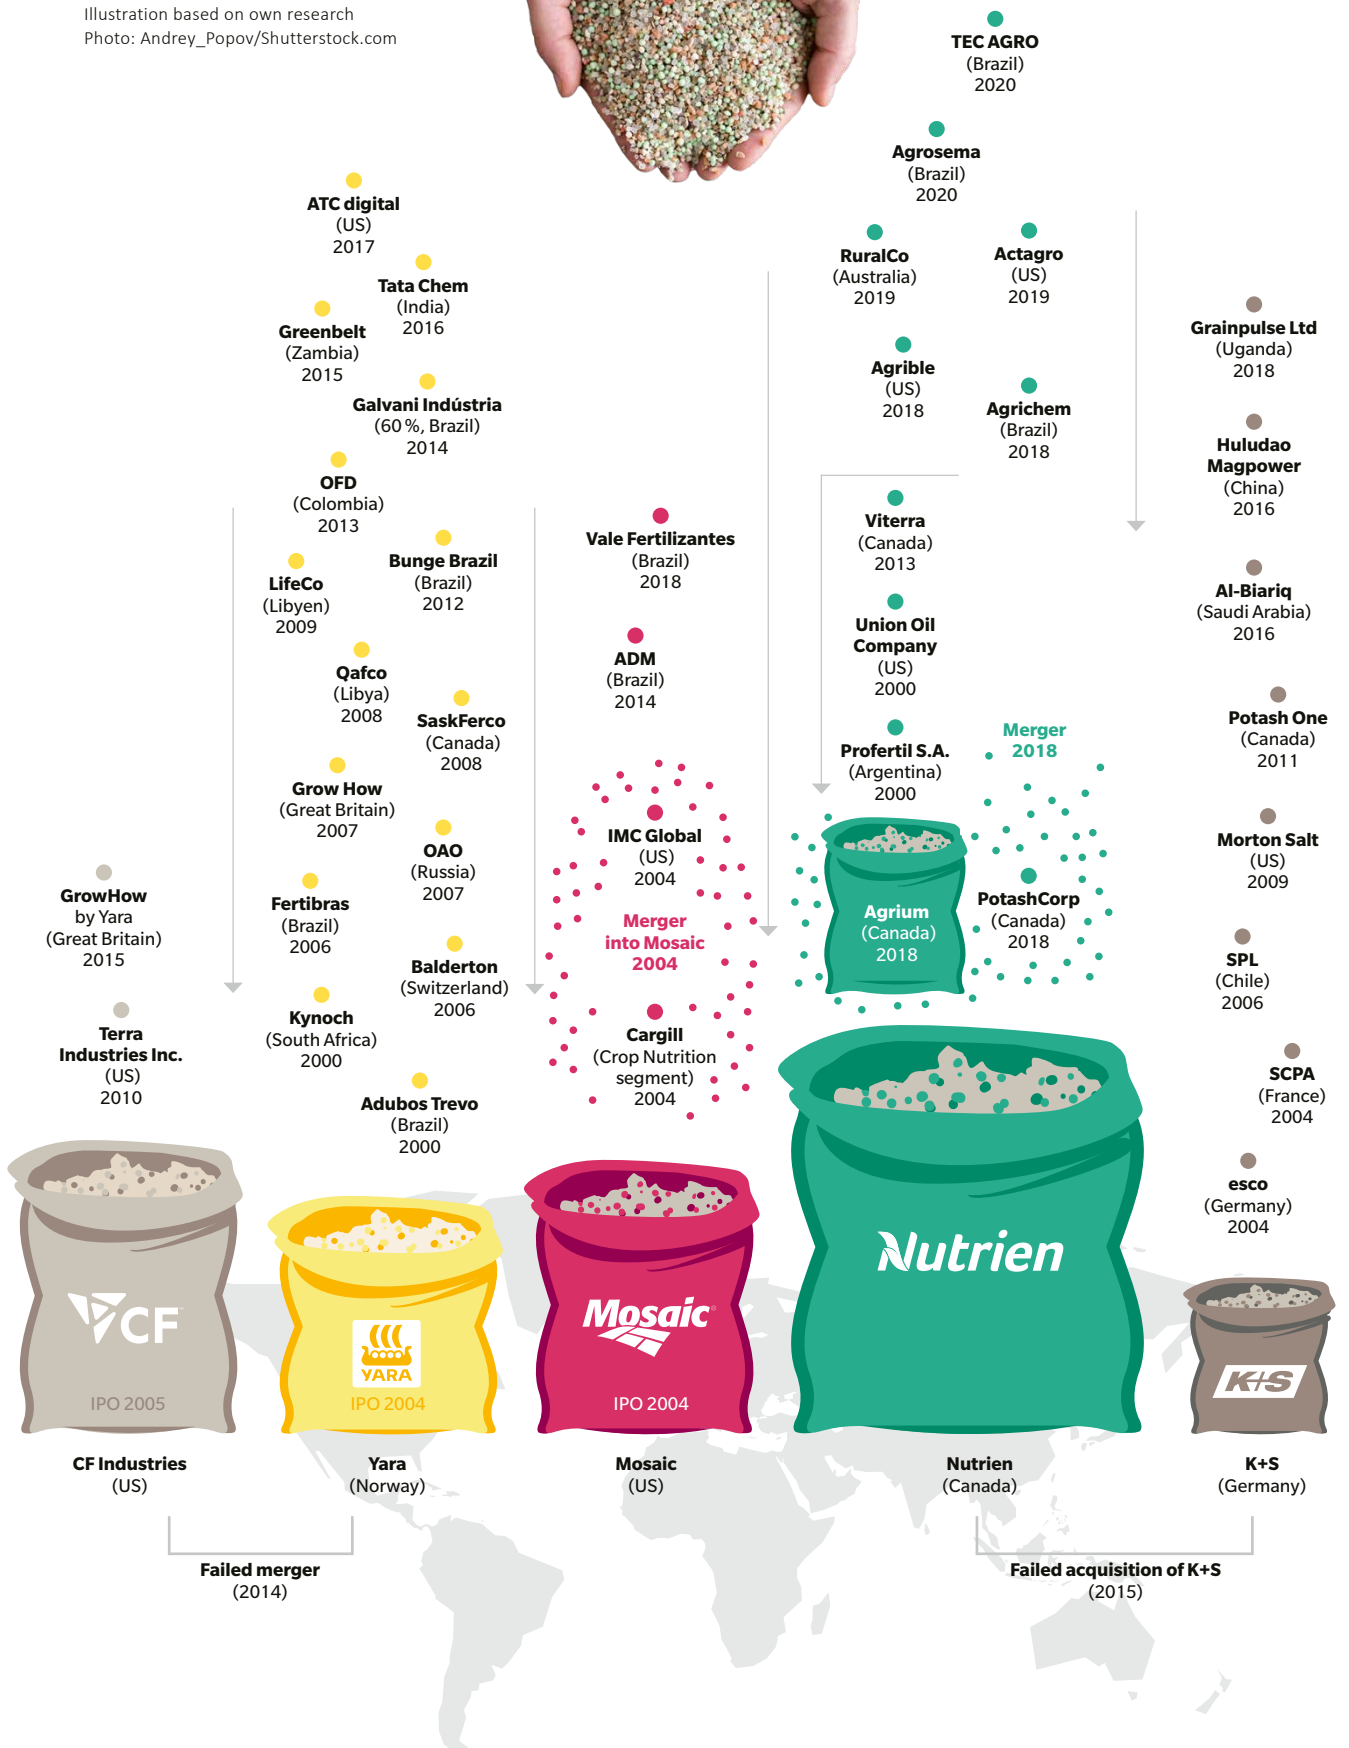 Illustration based on own research
Photo: Andrey_Popov/Shutterstock.com
TEC AGRO
(Brazil)
2020
Agrosema
(Brazil)
2020
ATC digital
(US)
2017
Tata Chem
(India)
2016
Greenbelt
(Zambia)
2015
Galvani Indústria
(60 %, Brazil)
2014
OFD
(Colombia)
2013
Bunge Brazil
(Brazil)
2012
LifeCo
(Libyen)
2009
Qafco
(Libya)
2008
SaskFerco
(Canada)
2008
Grow How
(Great Britain)
2007
OAO
(Russia)
2007
Fertibras
(Brazil)
2006
Balderton
(Switzerland)
2006
Kynoch
(South Africa)
2000
Adubos Trevo
(Brazil)
2000
GrowHow
by Yara
(Great Britain)
2015
Terra
Industries Inc.
(US)
2010
Vale Fertilizantes
(Brazil)
2018
ADM
(Brazil)
2014
IMC Global
(US)
2004
Merger
into Mosaic
2004
Cargill
(Crop Nutrition
segment)
2004
RuralCo
(Australia)
2019
Actagro
(US)
2019
Agrible
(US)
2018
Agrichem
(Brazil)
2018
Viterra
(Canada)
2013
Union Oil
Company
(US)
2000
Profertil S.A.
(Argentina)
2000
Merger
2018
Agrium
(Canada)
2018
PotashCorp
(Canada)
2018
Grainpulse Ltd
(Uganda)
2018
Huludao
Magpower
(China)
2016
Al-Biariq
(Saudi Arabia)
2016
Potash One
(Canada)
2011
Morton Salt
(US)
2009
SPL
(Chile)
2006
SCPA
(France)
2004
esco
(Germany)
2004
CF
IPO 2005
YARA
IPO 2004
Mosaic®
IPO 2004
Nutrien
K+S
CF Industries
(US)
Yara
(Norway)
Mosaic
(US)
Nutrien
(Canada)
K+S
(Germany)
Failed merger
(2014)
Failed acquisition of K+S
(2015)